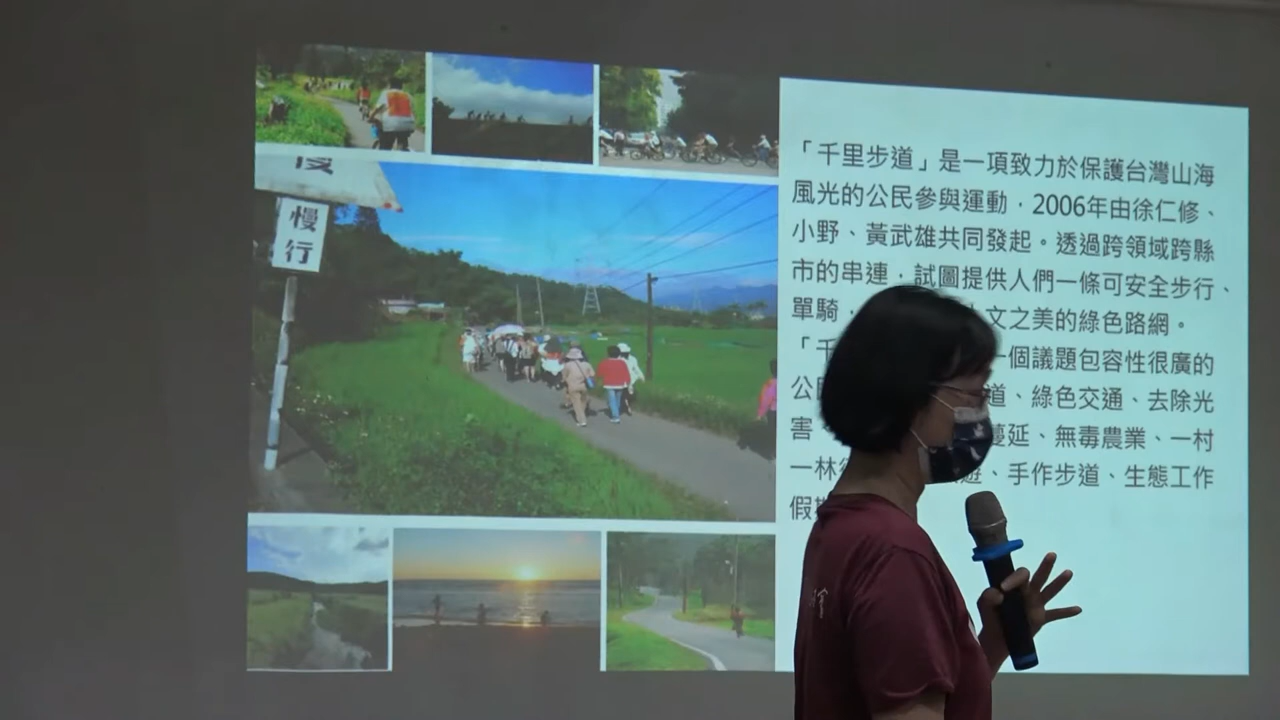 慢
行
「千里步道」是一項致力於保護台灣山海
風光的公民參與運動，2006年由徐仁修、
小野、黃武雄共同發起。透過跨領域跨縣
市的串連，試圖提供人們一條可安全步行、
單騎，文之美的綠色路網。
「千一個議題包容性很廣的
公道、綠色交通、去除光
害蔓延、無毒農業、一村
一林遊、手作步道、生態工作
假